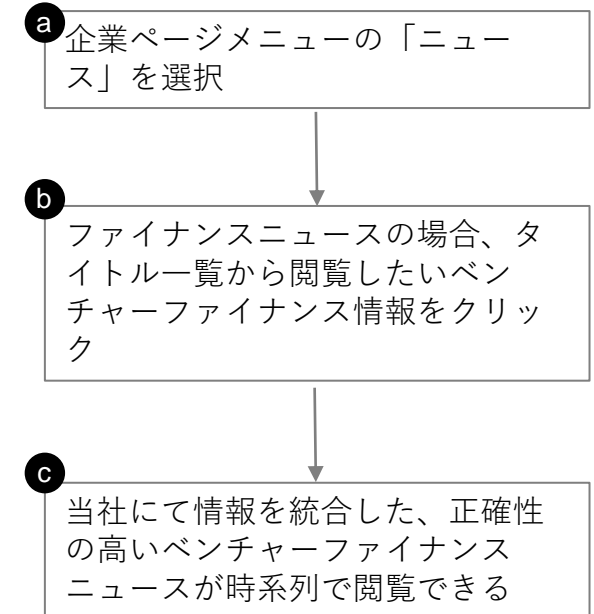 a
企業ページメニューの「ニュー
ス」を選択
b
ファイナンスニュースの場合、タ
イトル一覧から閲覧したいベン
チャーファイナンス情報をクリッ
ク
c
当社にて情報を統合した、正確性
の高いベンチャーファイナンス
ニュースが時系列で閲覧できる